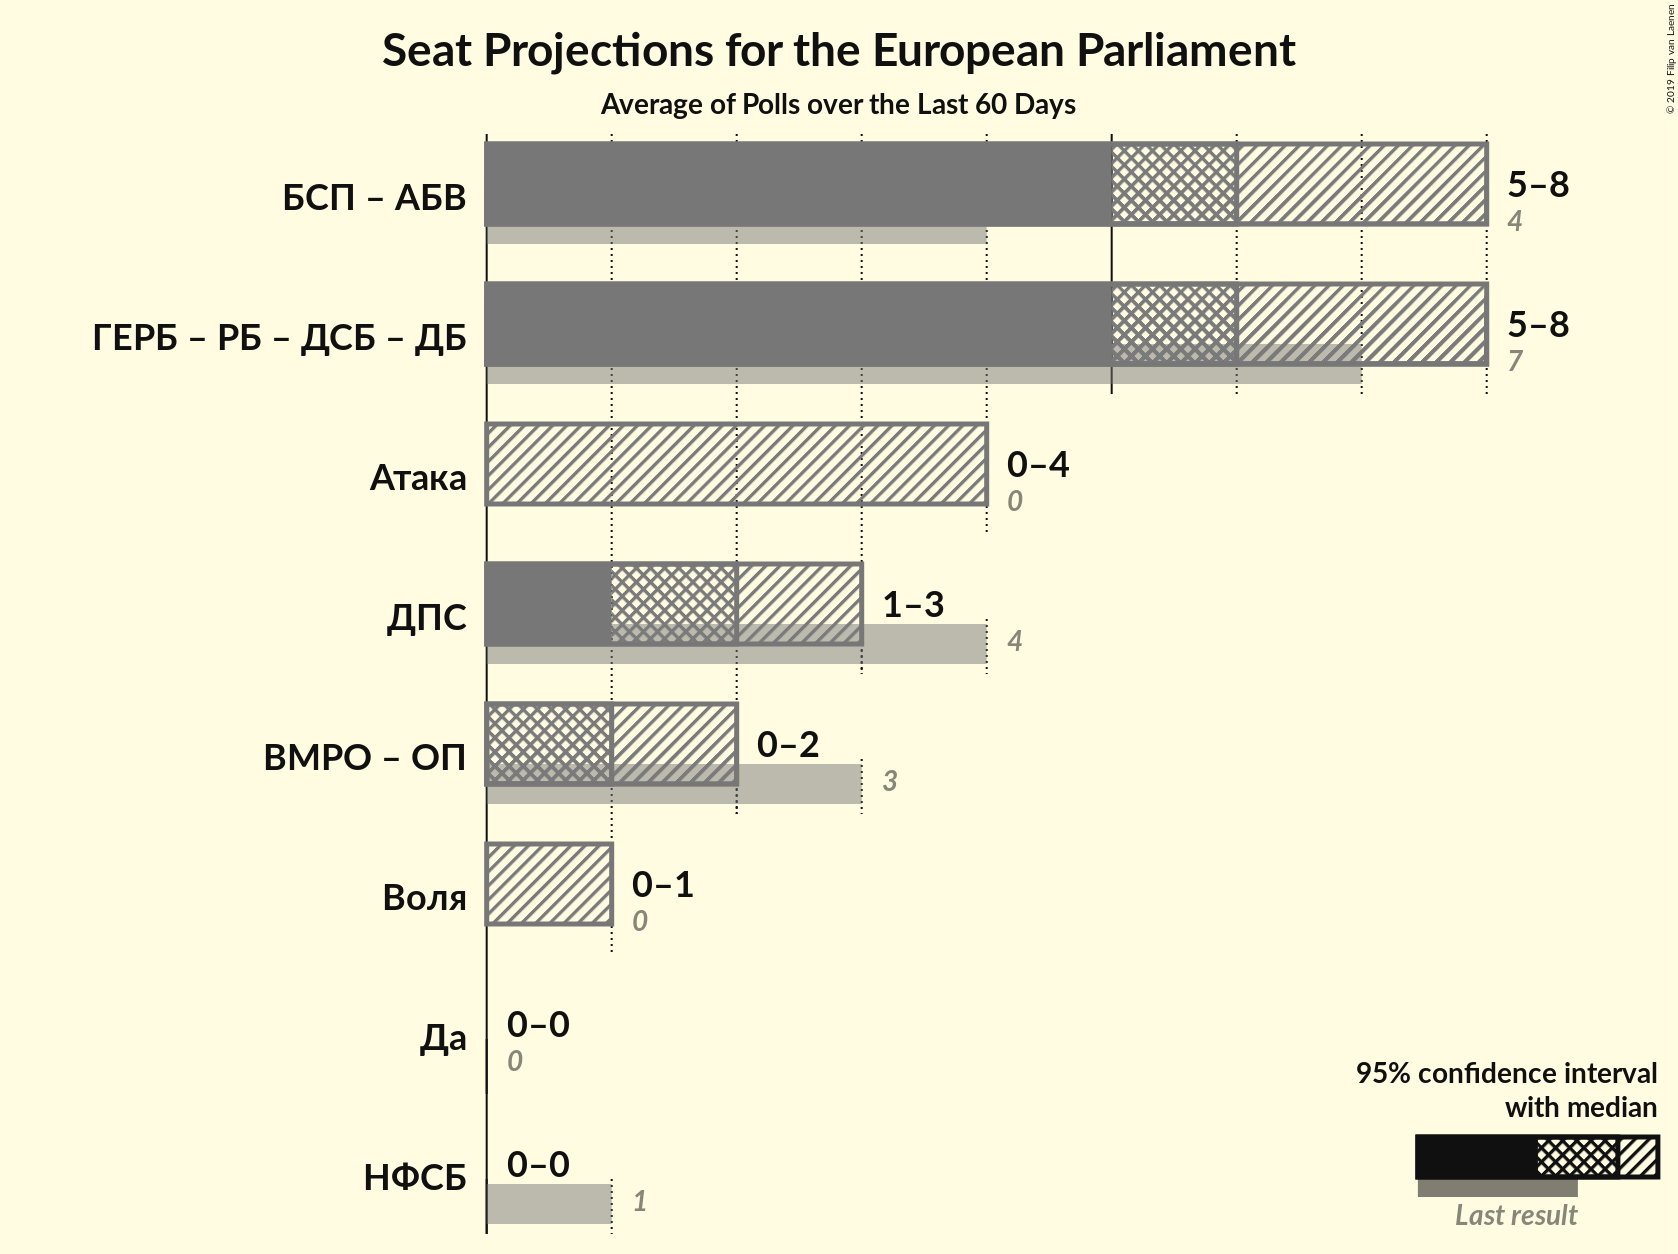 Seat Projections for the European Parliament
Average of Polls over the Last 60 Days
© 2019 Filip van Laenen
БСП – АБВ
5–8
4
ГЕРБ – РБ – ДСБ – ДБ
5–8
7
Атака
0–4
0
ДПС
1–3
4
ВМРО – ОП
0–2
3
Воля
0–1
0
Да
0–0
0
НФСБ
0–0
1
95% confidence interval
with median
Last result